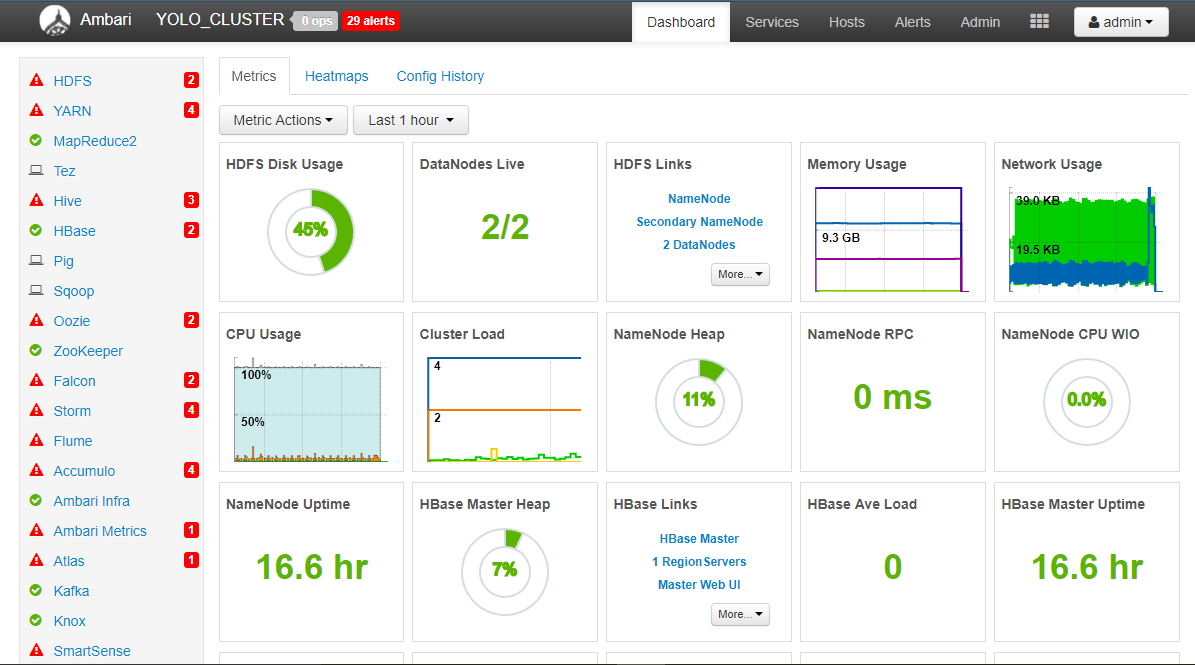 Ambari YOLO_CLUSTER 0 ops 29 alerts Dashboard Services Hosts Alerts Admin admin
HDFS 2
YARN 4
MapReduce2
Tez
Hive 3
HBase 2
Pig
Sqoop
Oozie 2
ZooKeeper
Falcon 2
Storm 4
Flume
Accumulo 4
Ambari Infra
Ambari Metrics 1
Atlas 1
Kafka
Knox
SmartSense
Metrics Heatmaps Config History
Metric Actions Last 1 hour
HDFS Disk Usage
45%
DataNodes Live
2/2
HDFS Links
NameNode
Secondary NameNode
2 DataNodes
More...
Memory Usage
9.3 GB
Network Usage
39.0 KB
19.5 KB
CPU Usage
100%
50%
Cluster Load
4
2
NameNode Heap
11%
NameNode RPC
0 ms
NameNode CPU WIO
0.0%
NameNode Uptime
16.6 hr
HBase Master Heap
7%
HBase Links
HBase Master
1 RegionServers
Master Web UI
More...
HBase Ave Load
0
HBase Master Uptime
16.6 hr